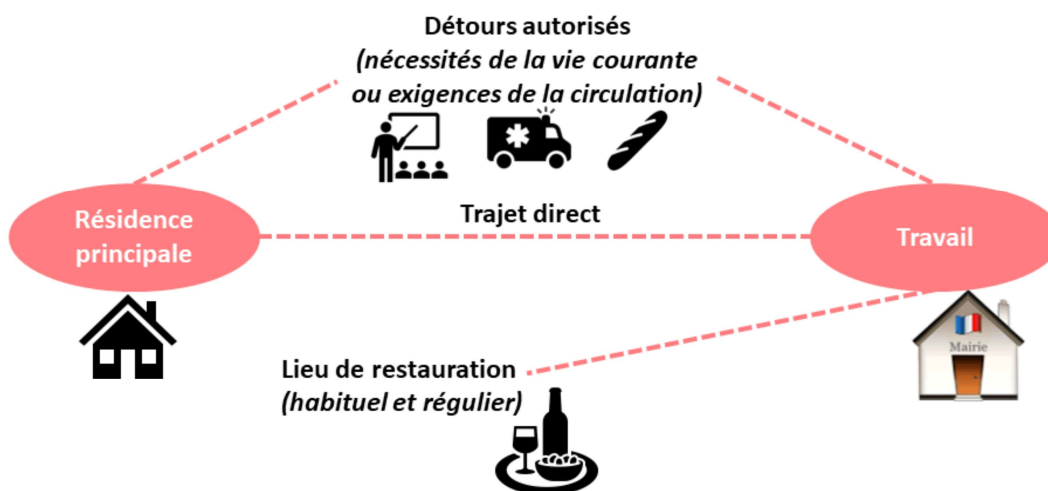 Détours autorisés
(nécessités de la vie courante
ou exigences de la circulation)
Résidence
principale
Trajet direct
Travail
Mairie
Lieu de restauration
(habituel et régulier)